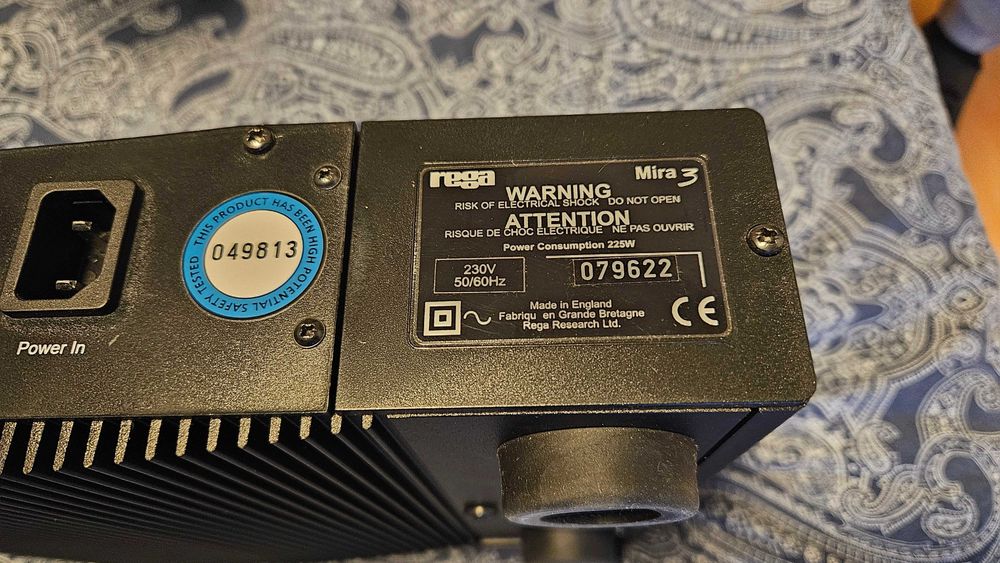 Power In
THIS PRODUCT HAS BEEN HIGH POTENTIAL SAFETY TESTED
049813
rega Mira 3
WARNING
RISK OF ELECTRICAL SHOCK DO NOT OPEN
ATTENTION
RISQUE DE CHOC ELECTRIQUE NE PAS OUVRIR
Power Consumption 225W
230V
50/60Hz
079622
Made in England
Fabriqu en Grande Bretagne
Rega Research Ltd.
CE